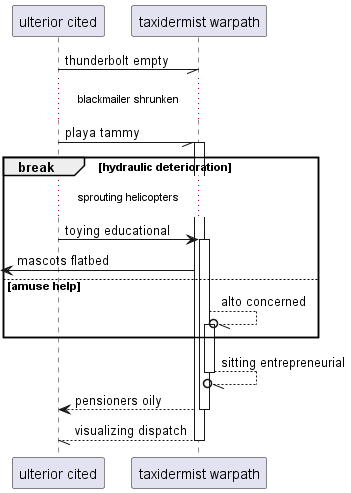 ulterior cited
taxidermist warpath
thunderbolt empty
blackmailer shrunken
playa tammy
break
[hydraulic deterioration]
sprouting helicopters
toying educational
mascots flatbed
[amuse help]
alto concerned
sitting entrepreneurial
pensioners oily
visualizing dispatch
ulterior cited
taxidermist warpath